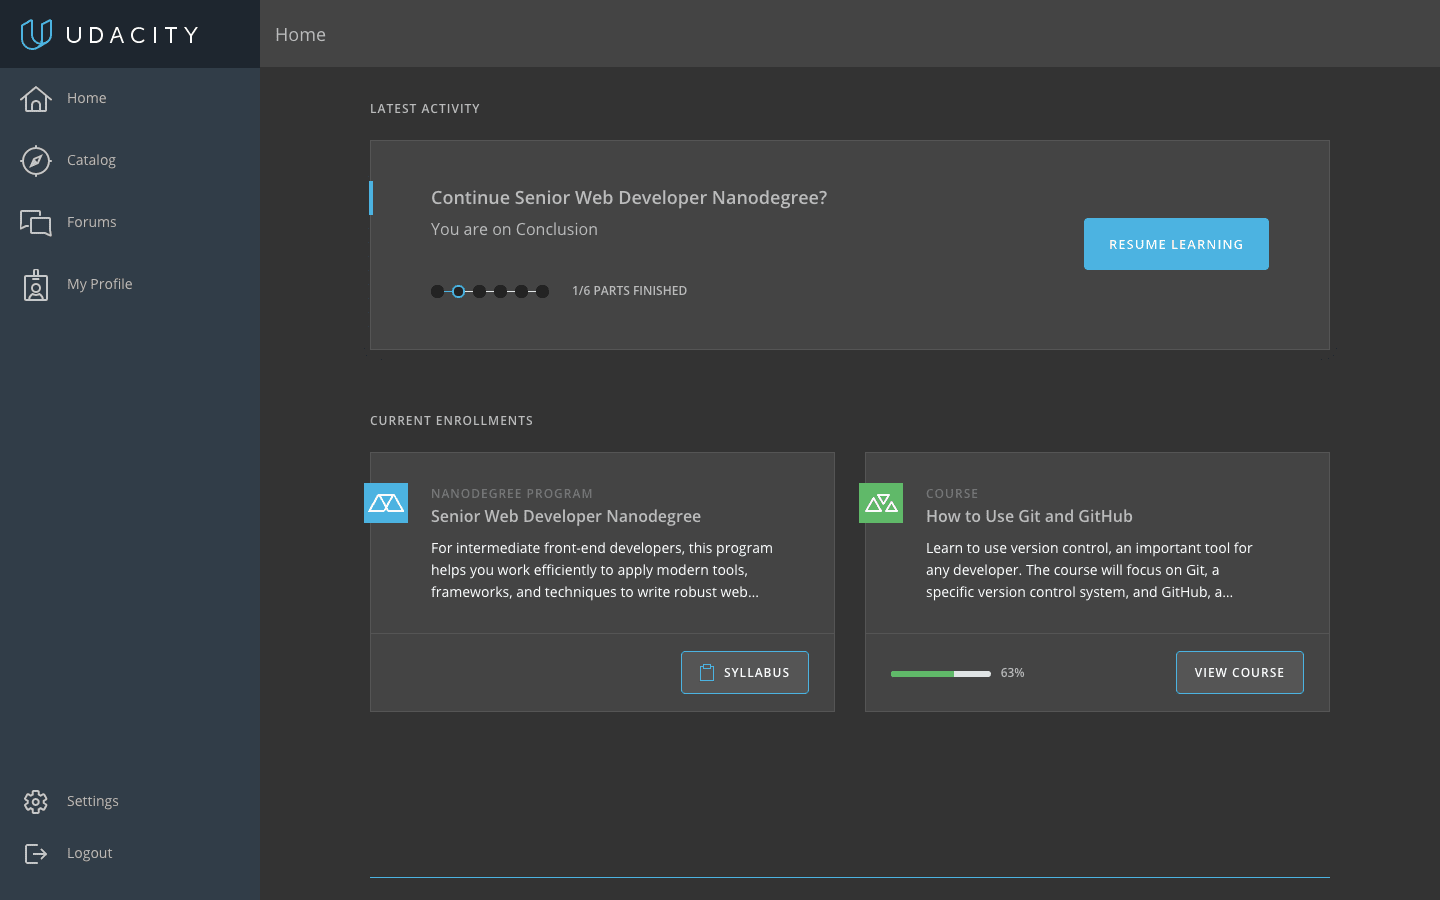 UDACITY
Home
Home
Catalog
Forums
My Profile
Settings
Logout
LATEST ACTIVITY
Continue Senior Web Developer Nanodegree?
You are on Conclusion
1/6 PARTS FINISHED
RESUME LEARNING
CURRENT ENROLLMENTS
NANODEGREE PROGRAM
Senior Web Developer Nanodegree
For intermediate front-end developers, this program
helps you work efficiently to apply modern tools,
frameworks, and techniques to write robust web...
SYLLABUS
COURSE
How to Use Git and GitHub
Learn to use version control, an important tool for
any developer. The course will focus on Git, a
specific version control system, and GitHub, a...
63%
VIEW COURSE